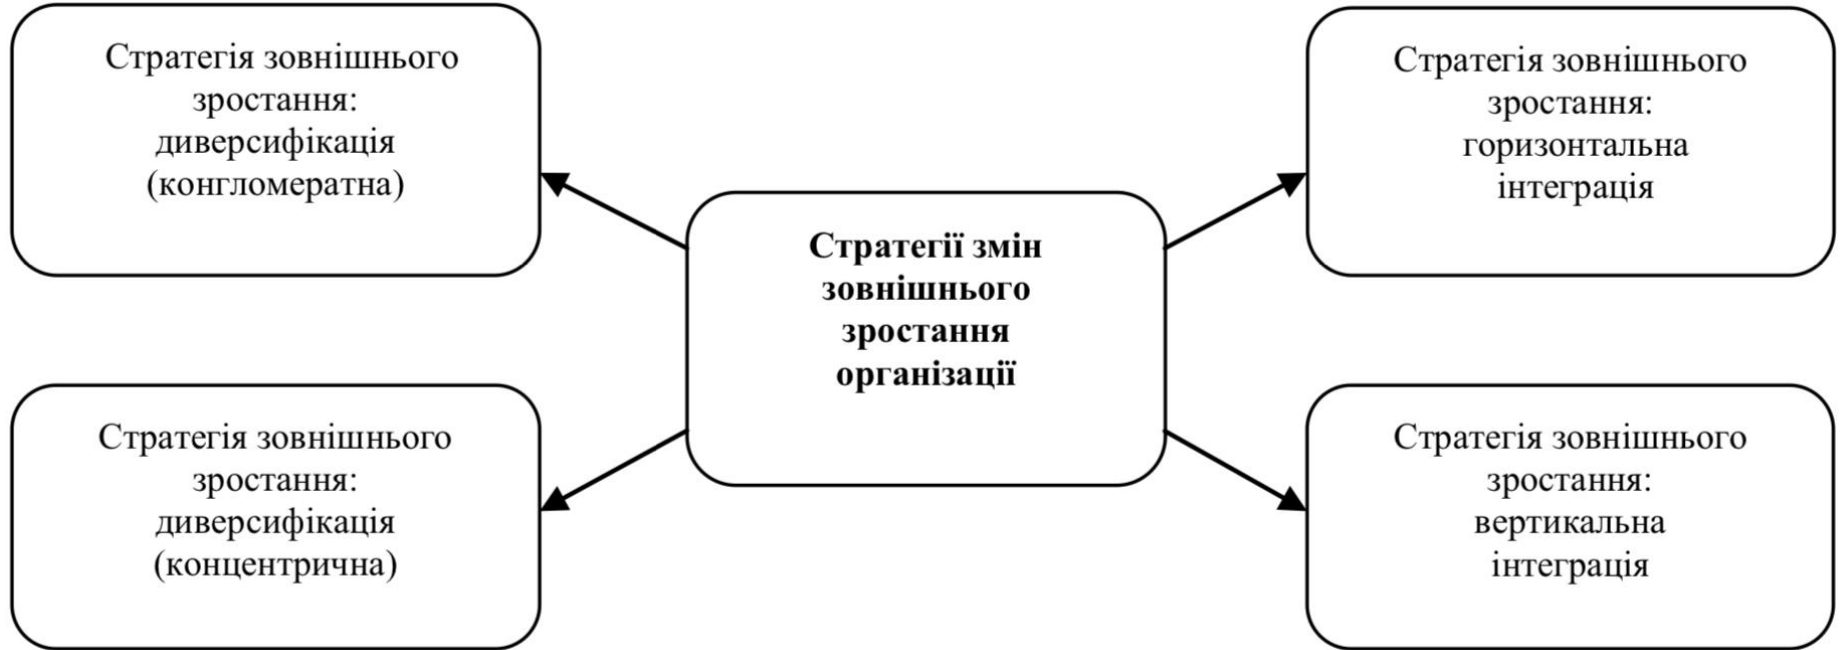 Стратегія зовнішнього
зростання:
диверсифікація
(конгломератна)
Стратегія зовнішнього
зростання:
горизонтальна
інтеграція
Стратегії змін
зовнішнього
зростання
організації
Стратегія зовнішнього
зростання:
диверсифікація
(концентрична)
Стратегія зовнішнього
зростання:
вертикальна
інтеграція